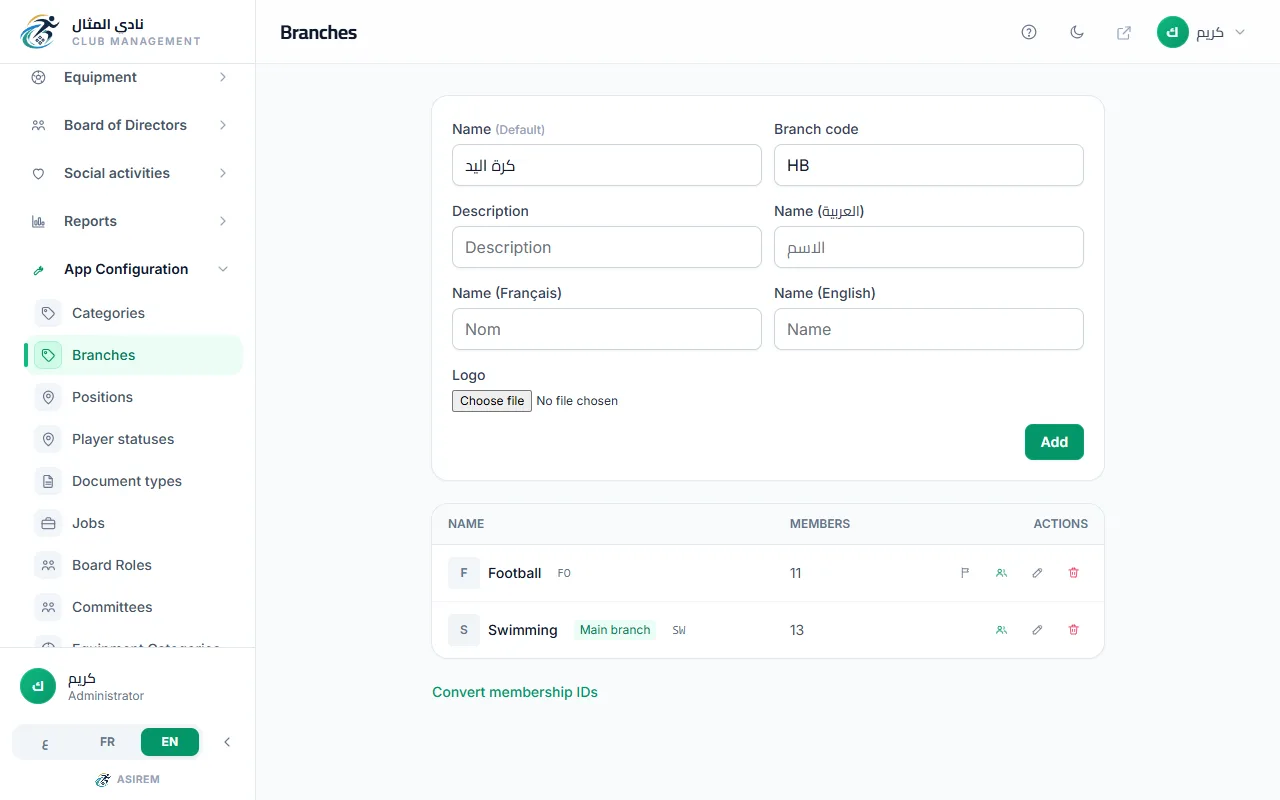 نادي المثال
CLUB MANAGEMENT
Branches
ك
كريم
Equipment
Board of Directors
Social activities
Reports
App Configuration
Categories
Branches
Positions
Player statuses
Document types
Jobs
Board Roles
Committees
Equipment Categories
ك
كريم
Administrator
ع
FR
EN
ASIREM
Name (Default)
Branch code
كرة اليد
HB
Description
Name (العربية)
Description
الاسم
Name (Français)
Name (English)
Nom
Name
Logo
Choose file No file chosen
Add
NAME MEMBERS ACTIONS
F Football FO 11
S Swimming Main branch SW 13
Convert membership IDs